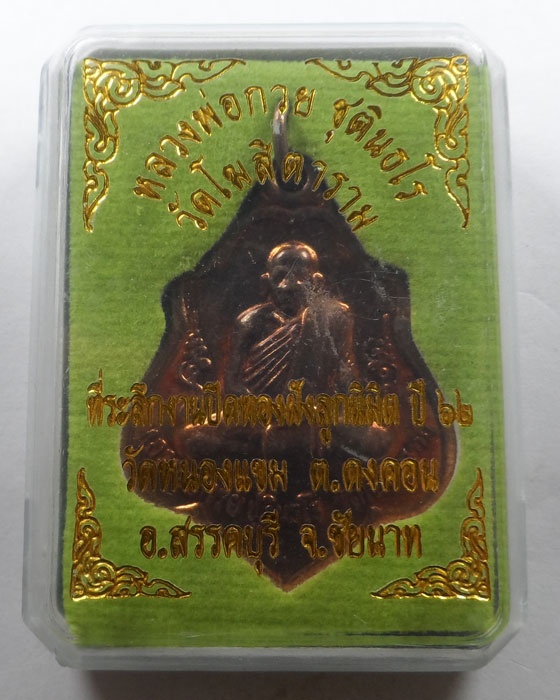 หลวงพ่อกวย ชุตินธโร
วัดโฆสิตาราม
ที่ระลึกงานปิดทองฝังลูกนิมิต ปี ๖๒
วัดหนองแขม ต.ดงคอน
อ.สรรคบุรี จ.ชัยนาท